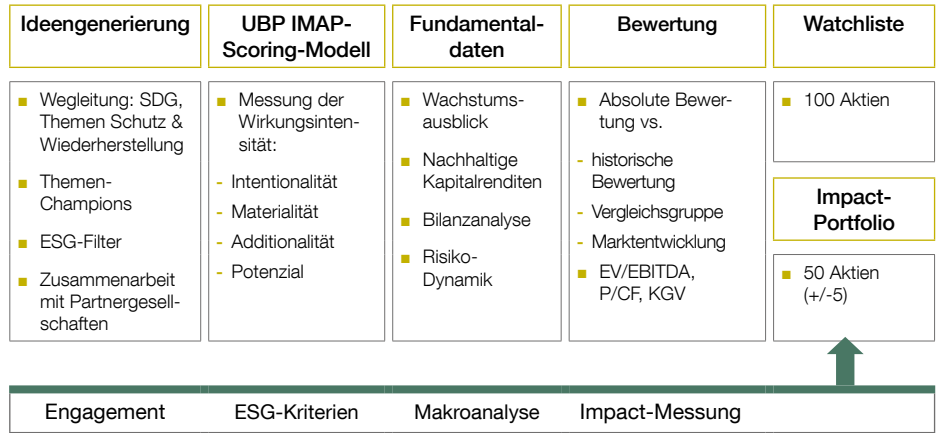 Ideengenerierung
■ Wegleitung: SDG,
Themen Schutz &
Wiederherstellung
■ Themen-
Champions
■ ESG-Filter
■ Zusammenarbeit
mit Partnergesell-
schaften
UBP IMAP-
Scoring-Modell
■ Messung der
Wirkungsinten-
sität:
- Intentionalität
- Materialität
- Additionalität
- Potenzial
Fundamental-
daten
■ Wachstums-
ausblick
■ Nachhaltige
Kapitalrenditen
■ Bilanzanalyse
■ Risiko-
Dynamik
Bewertung
■ Absolute Bewer-
tung vs.
- historische
Bewertung
- Vergleichsgruppe
- Marktentwicklung
■ EV/EBITDA,
P/CF, KGV
Watchliste
■ 100 Aktien
Impact-
Portfolio
■ 50 Aktien
(+/-5)
Engagement
ESG-Kriterien
Makroanalyse
Impact-Messung